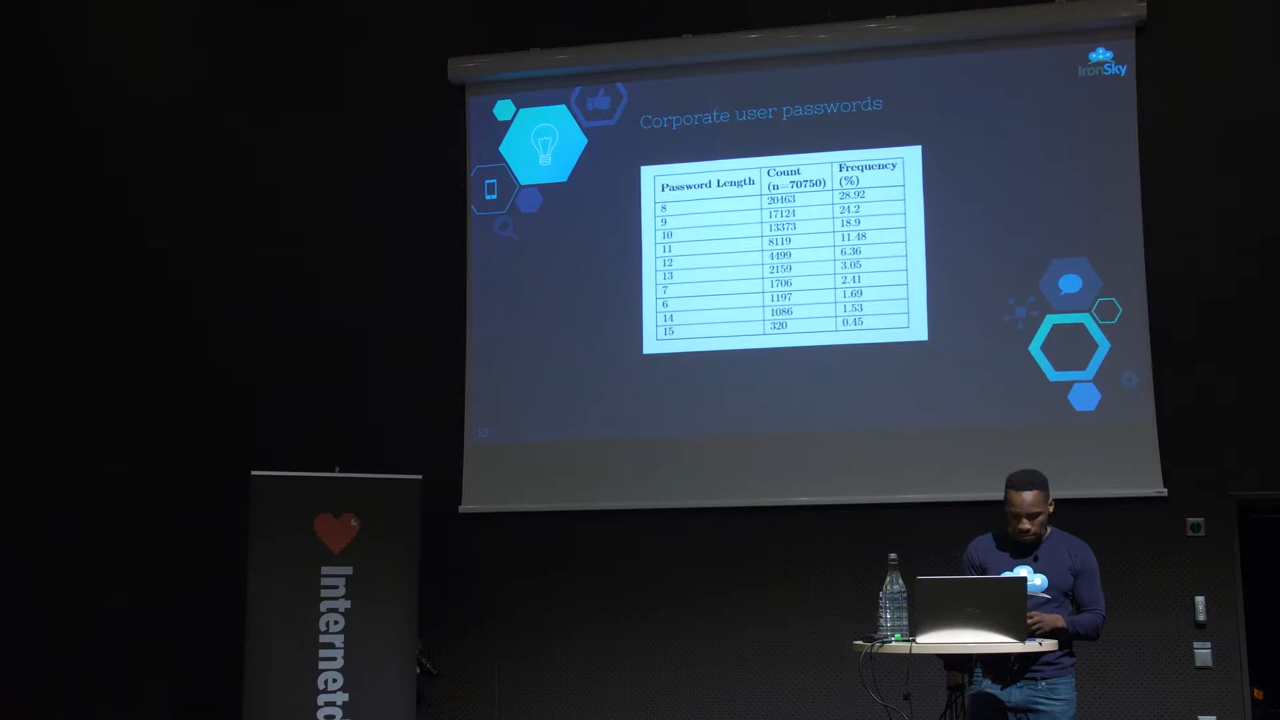 IronSky
Corporate user passwords
Password Length Count (n=70750) Frequency (%)
8 20463 28.92
9 17124 24.2
10 13373 18.9
11 8119 11.48
12 4499 6.36
13 2159 3.05
7 1706 2.41
6 1197 1.69
14 1086 1.53
15 320 0.45